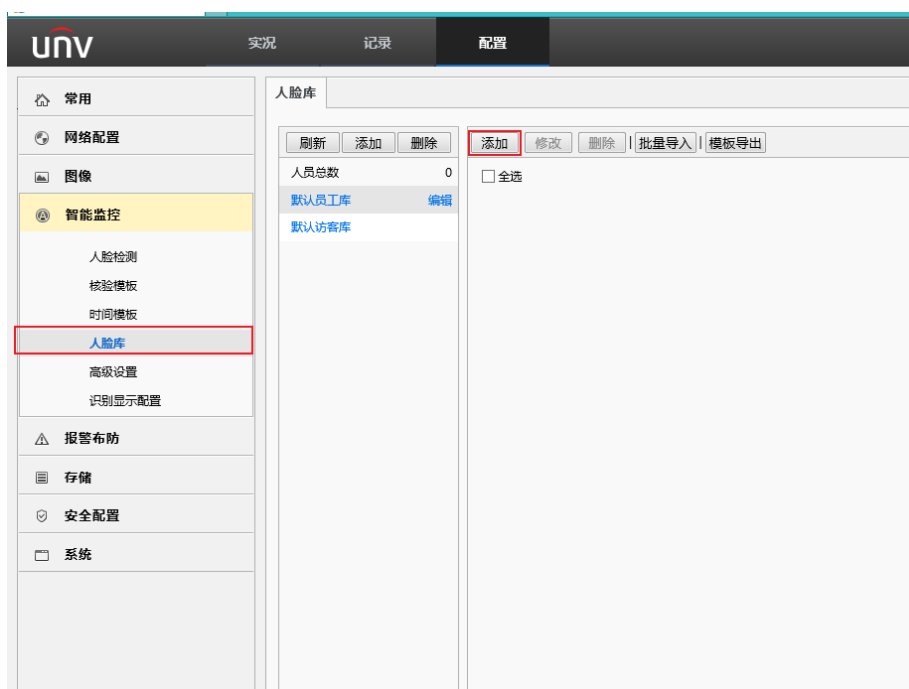 unv 实况 记录 配置
常用
网络配置
图像
智能监控
人脸检测
核验模板
时间模板
人脸库
高级设置
识别显示配置
报警布防
存储
安全配置
系统
人脸库
刷新 添加 删除
人员总数 0
默认员工库 编辑
默认访客库
添加 修改 删除 | 批量导入 | 模板导出
全选